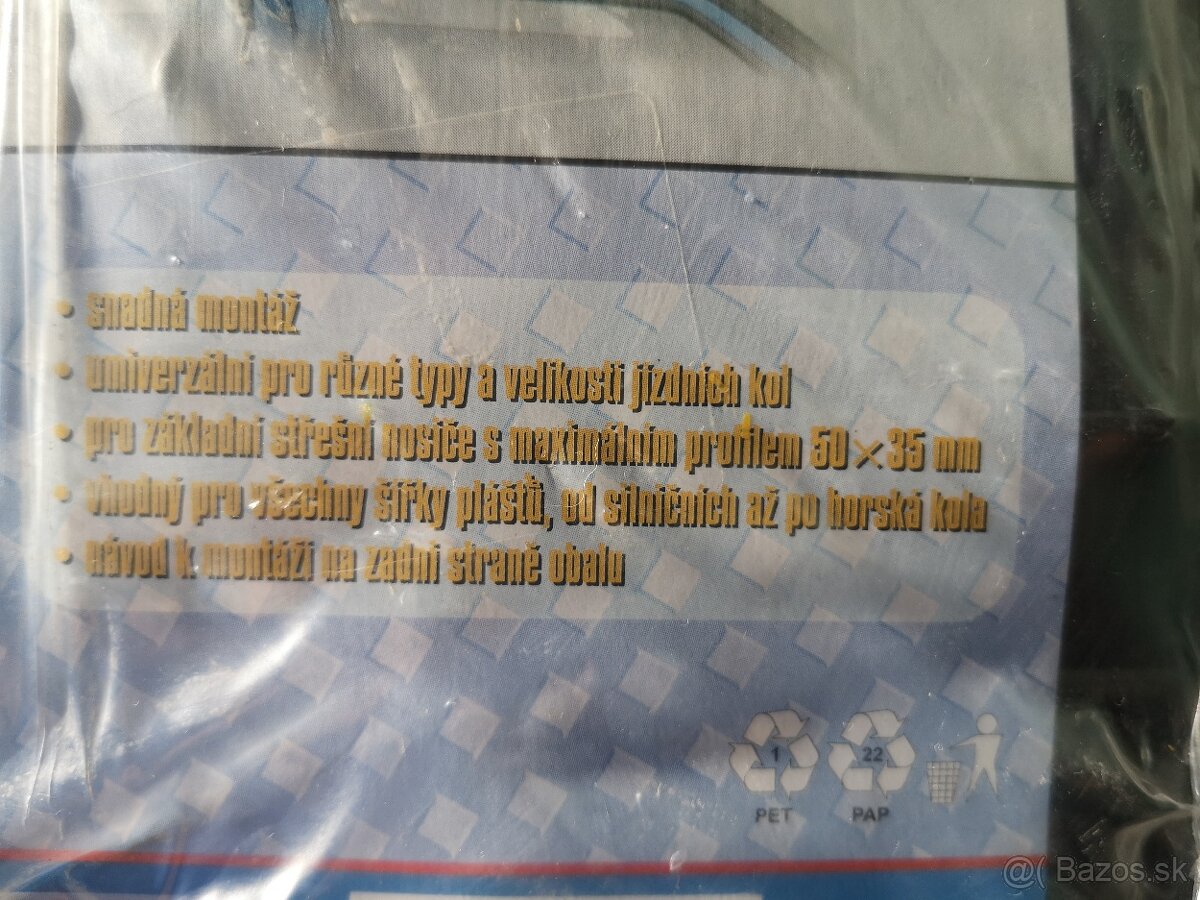 • snadná montáž
• univerzální pro různé typy a velikosti jízdních kol
• pro základní střešní nosiče s maximálním profilem 50 × 35 mm
• vhodný pro všechny šířky plášťů, od silničních až po horská kola
• návod k montáži na zadní straně obalu
1 22
PET PAP
@( Bazos.sk